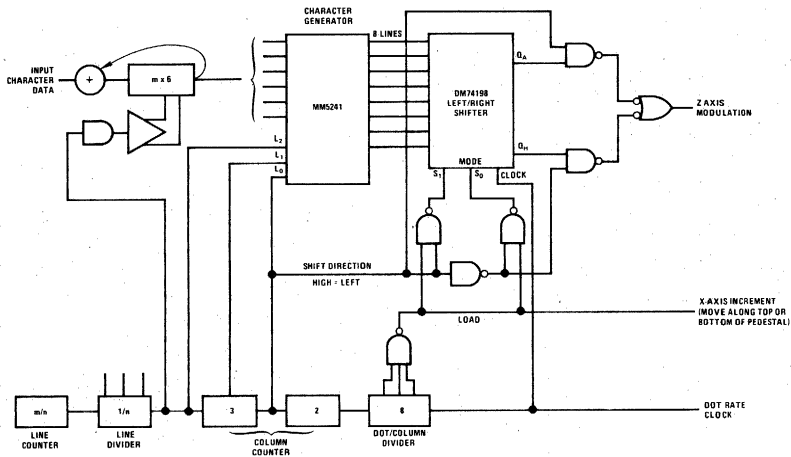 CHARACTER
GENERATOR
INPUT
CHARACTER
DATA
+
m x 6
8 LINES
MM5241
DM74198
LEFT/RIGHT
SHIFTER
QA
QH
Z AXIS
MODULATION
L2
L1
L0
MODE
S1
S0
CLOCK
SHIFT DIRECTION
HIGH = LEFT
LOAD
X-AXIS INCREMENT
(MOVE ALONG TOP OR
BOTTOM OF PEDESTAL)
m/n
1/n
3
2
8
DOT RATE
CLOCK
LINE
COUNTER
LINE
DIVIDER
COLUMN
COUNTER
DOT/COLUMN
DIVIDER